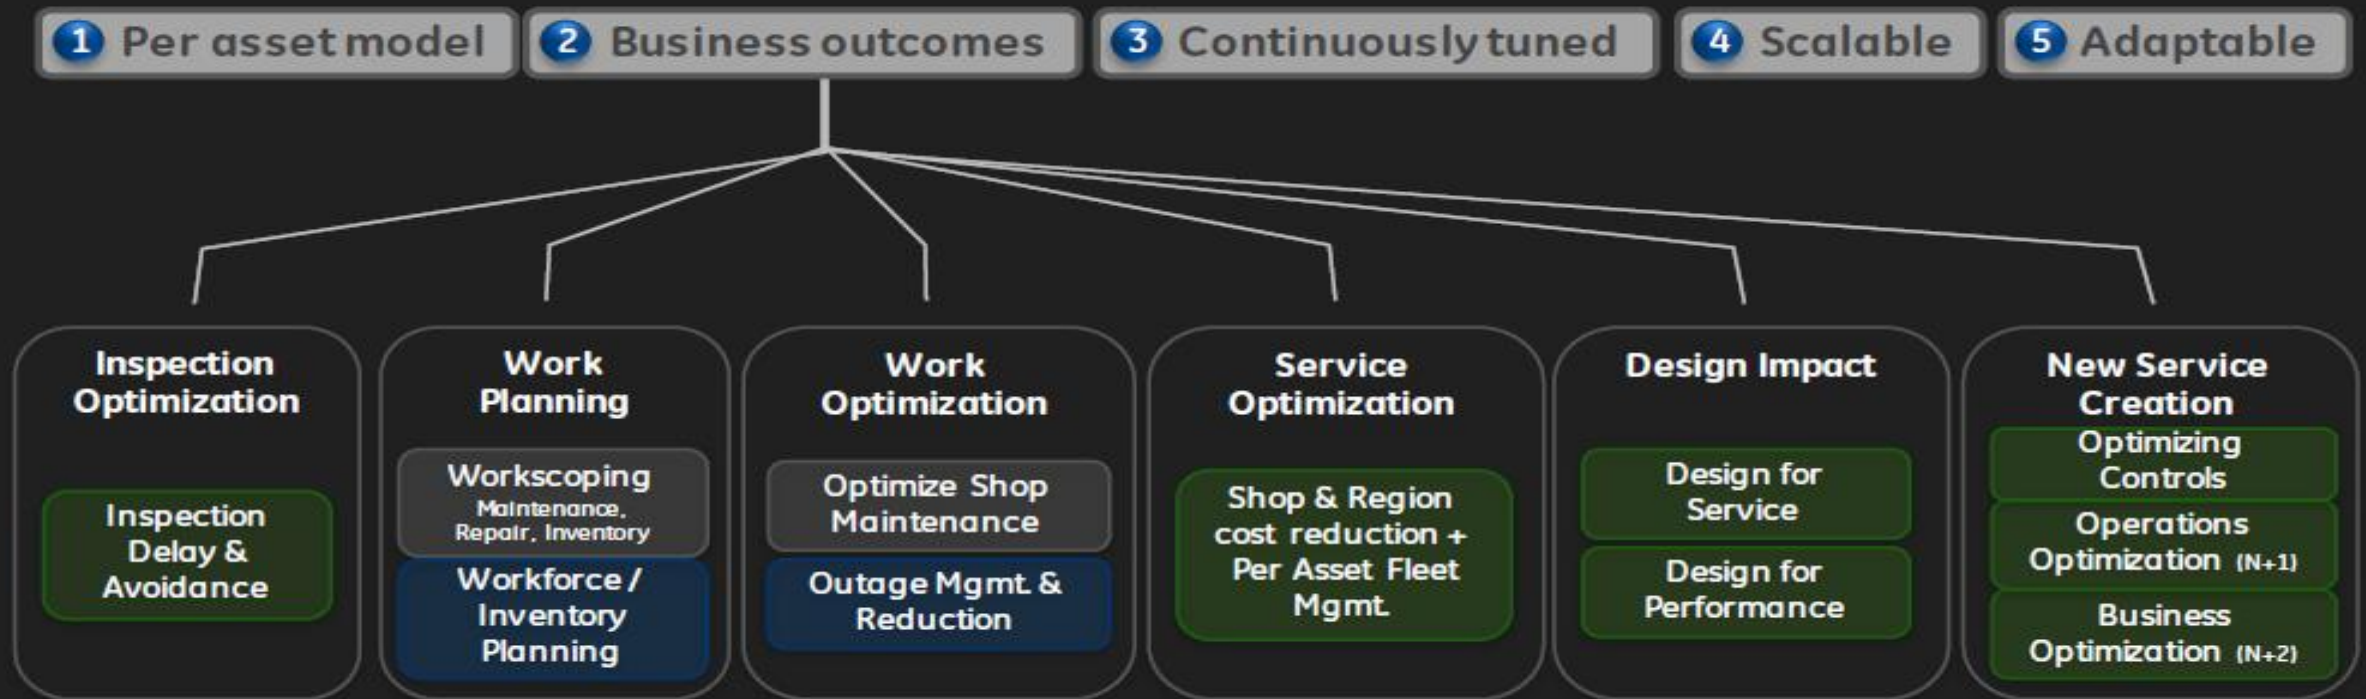 1 Per asset model
2 Business outcomes
3 Continuously tuned
4 Scalable
5 Adaptable
Inspection
Optimization
Inspection
Delay &
Avoidance
Work
Planning
Workscoping
Maintenance,
Repair, Inventory
Workforce /
Inventory
Planning
Work
Optimization
Optimize Shop
Maintenance
Outage Mgmt. &
Reduction
Service
Optimization
Shop & Region
cost reduction +
Per Asset Fleet
Mgmt.
Design Impact
Design for
Service
Design for
Performance
New Service
Creation
Optimizing
Controls
Operations
Optimization (N+1)
Business
Optimization (N+2)